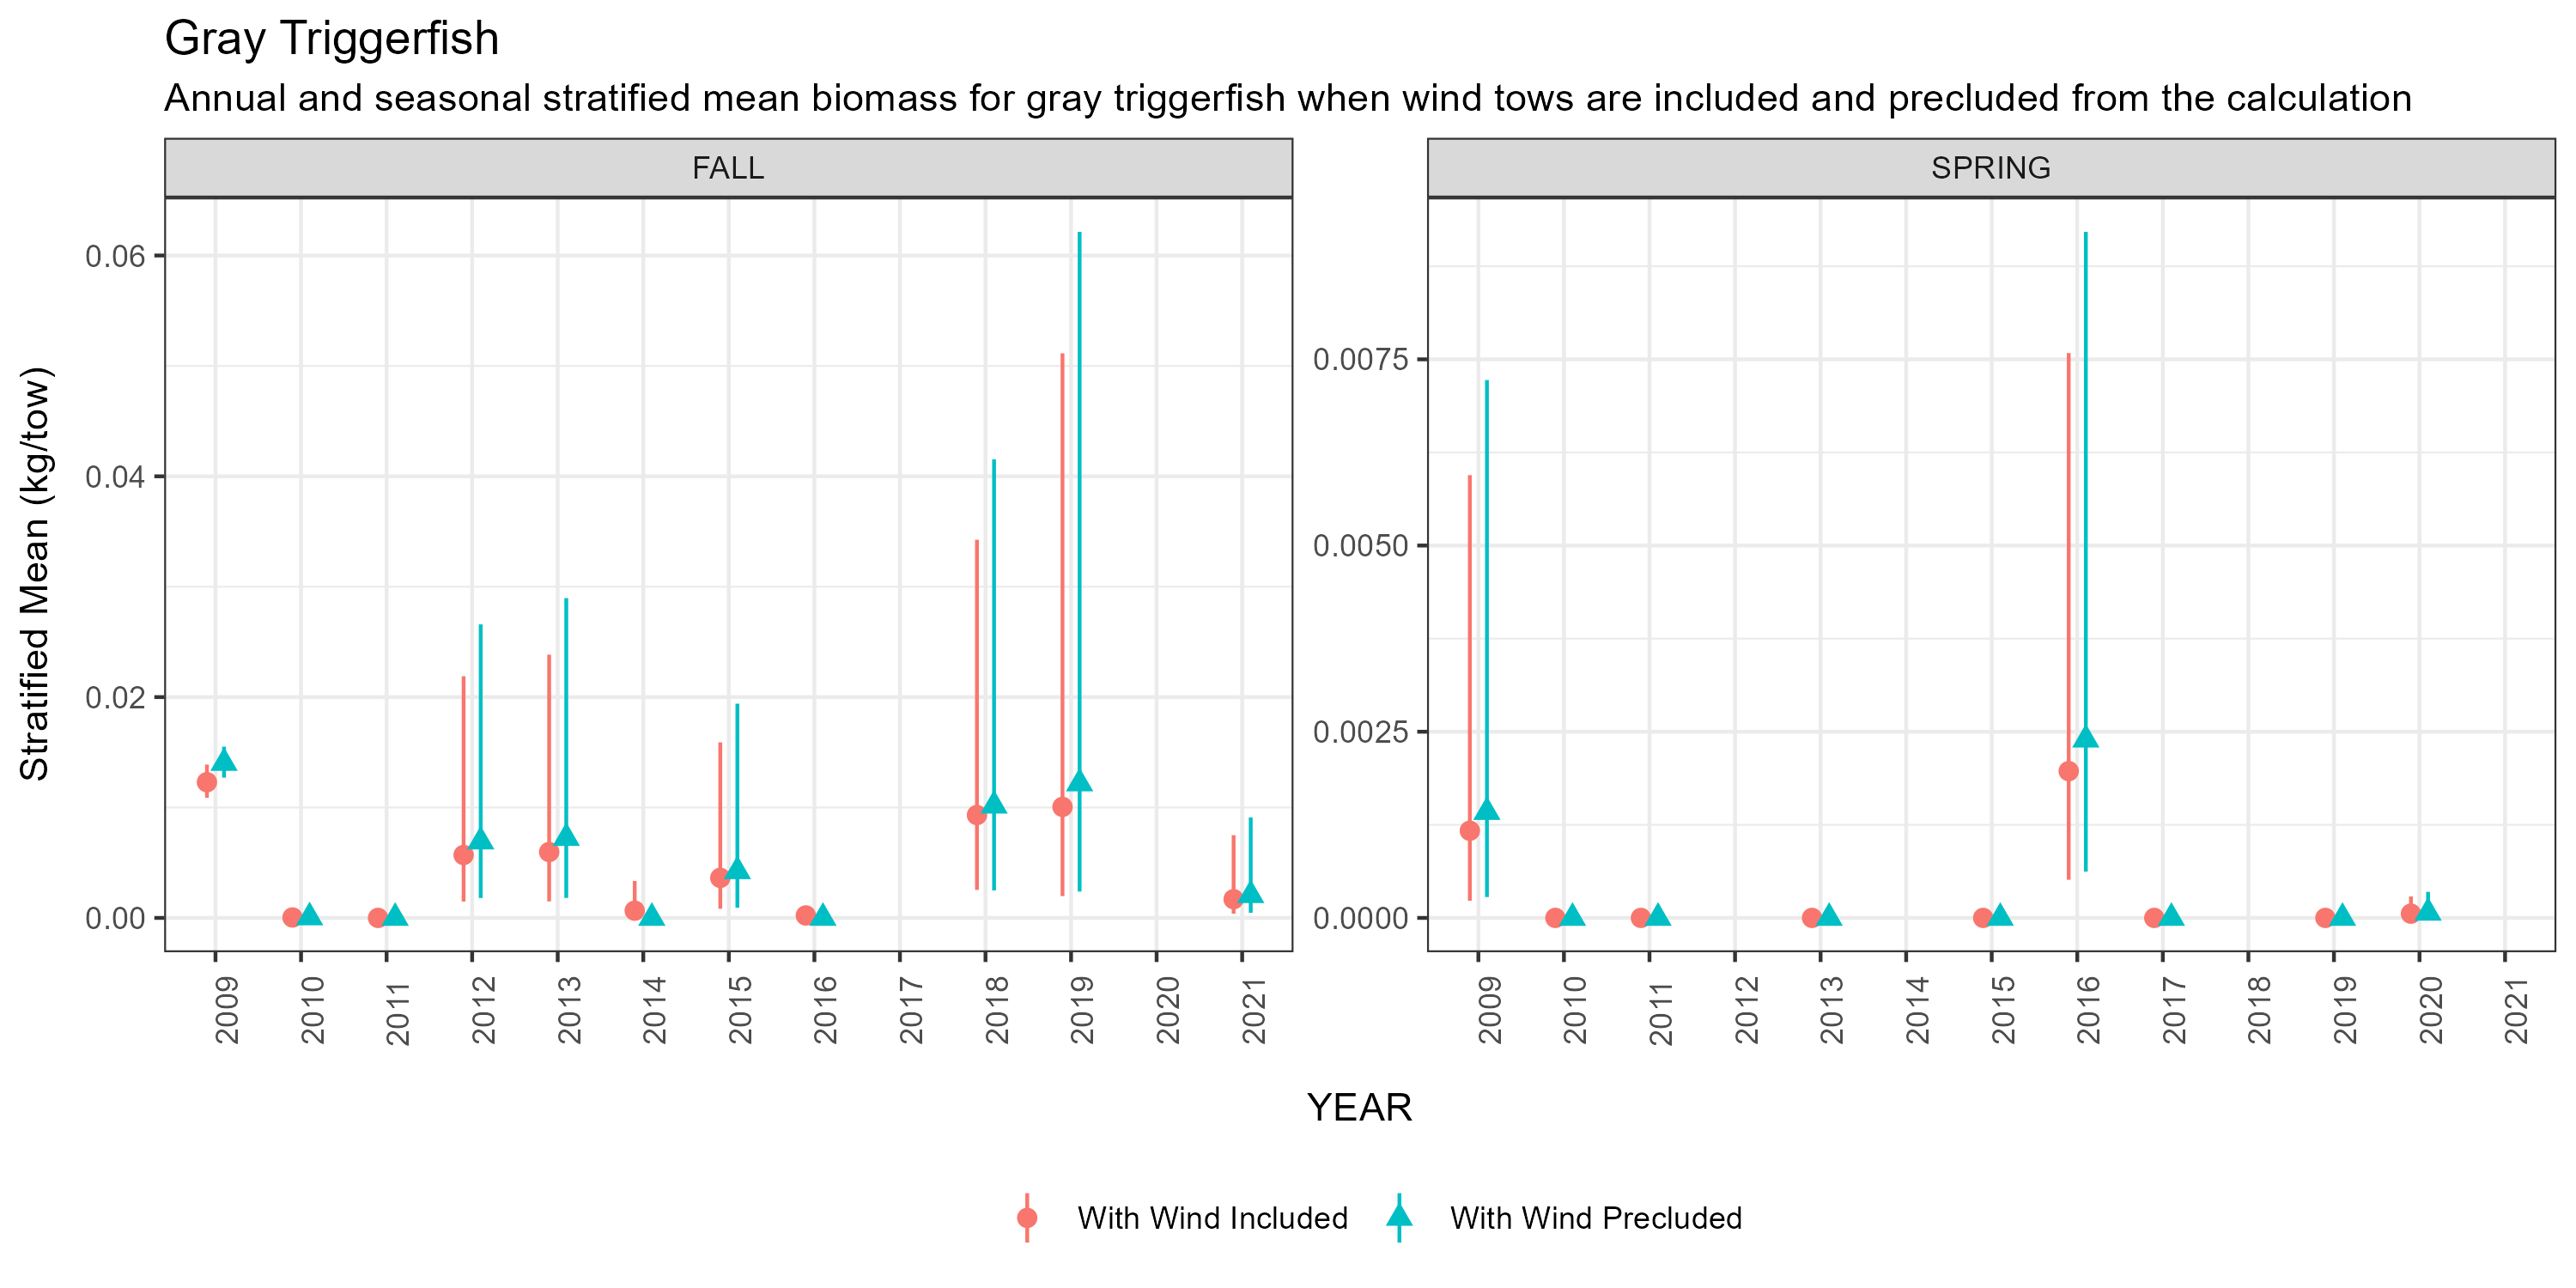 Gray Triggerfish
Annual and seasonal stratified mean biomass for gray triggerfish when wind tows are included and precluded from the calculation
FALL
SPRING
Stratified Mean (kg/tow)
0.06
0.04
0.02
0.00
0.0075
0.0050
0.0025
0.0000
2009 2010 2011 2012 2013 2014 2015 2016 2017 2018 2019 2020 2021
2009 2010 2011 2012 2013 2014 2015 2016 2017 2018 2019 2020 2021
YEAR
With Wind Included With Wind Precluded